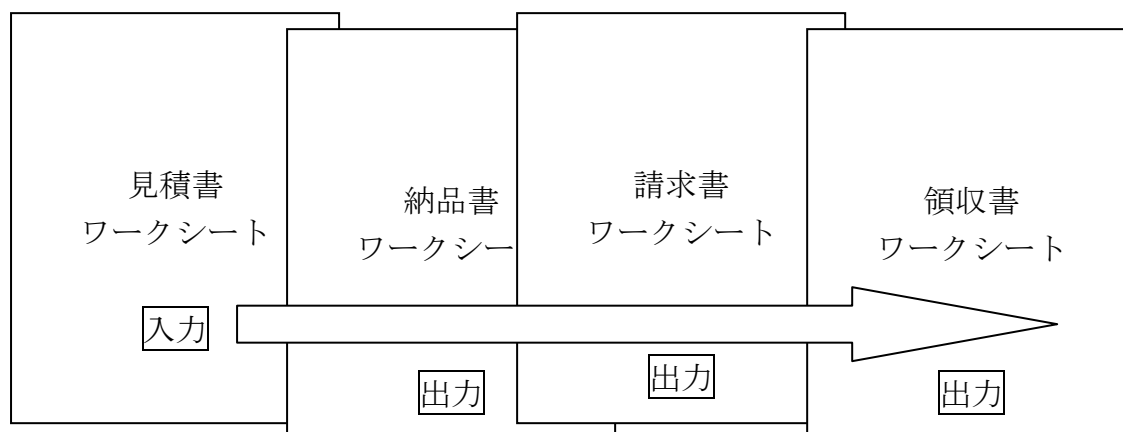 見積書
ワークシート
入力
納品書
ワークシー
出力
請求書
ワークシート
出力
領収書
ワークシート
出力